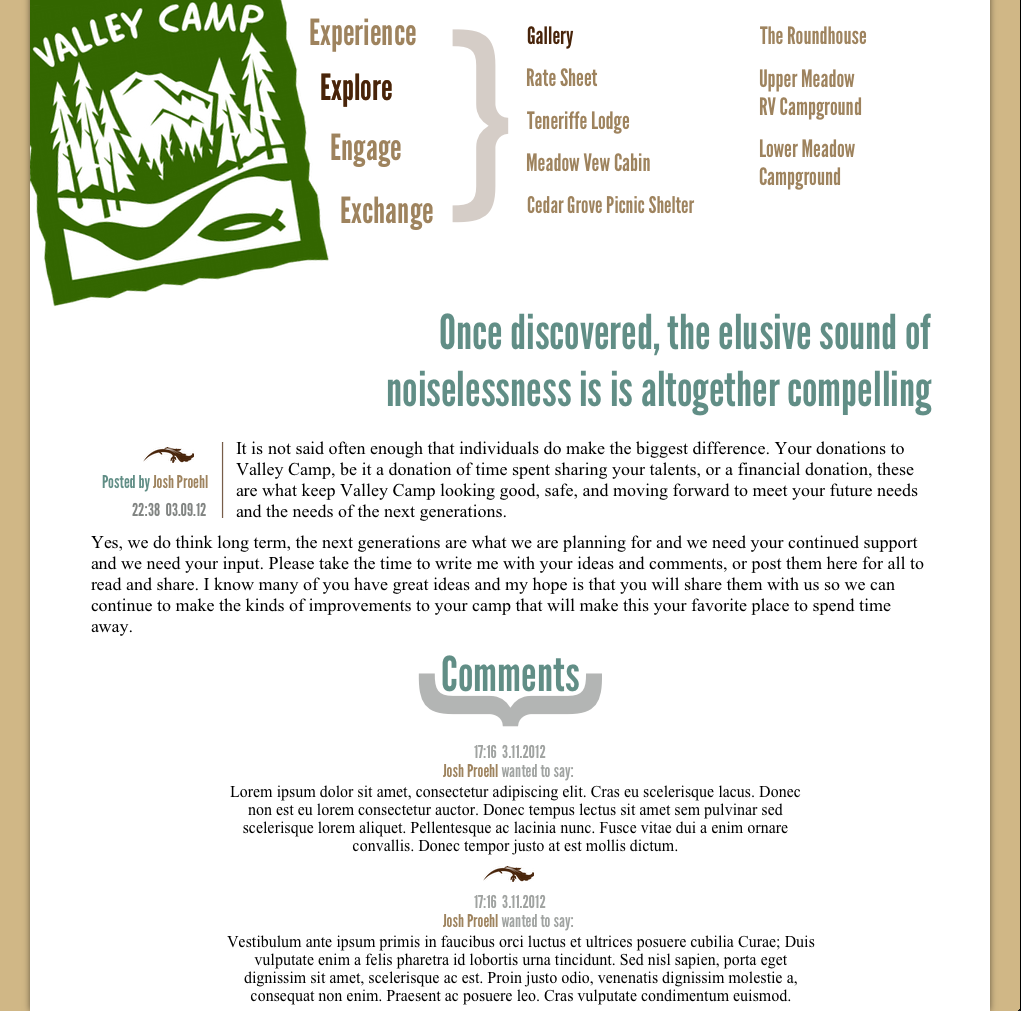 VALLEY CAMP
Experience
Explore
Engage
Exchange
Gallery
Rate Sheet
Teneriffe Lodge
Meadow Vew Cabin
Cedar Grove Picnic Shelter
The Roundhouse
Upper Meadow
RV Campground
Lower Meadow
Campground
Once discovered, the elusive sound of
noiselessness is is altogether compelling
Posted by Josh Proehl
22:38 03.09.12
It is not said often enough that individuals do make the biggest difference. Your donations to
Valley Camp, be it a donation of time spent sharing your talents, or a financial donation, these
are what keep Valley Camp looking good, safe, and moving forward to meet your future needs
and the needs of the next generations.
Yes, we do think long term, the next generations are what we are planning for and we need your continued support
and we need your input. Please take the time to write me with your ideas and comments, or post them here for all to
read and share. I know many of you have great ideas and my hope is that you will share them with us so we can
continue to make the kinds of improvements to your camp that will make this your favorite place to spend time
away.
Comments
17:16 3.11.2012
Josh Proehl wanted to say:
Lorem ipsum dolor sit amet, consectetur adipiscing elit. Cras eu scelerisque lacus. Donec
non est eu lorem consectetur auctor. Donec tempus lectus sit amet sem pulvinar sed
scelerisque lorem aliquet. Pellentesque ac lacinia nunc. Fusce vitae dui a enim ornare
convallis. Donec tempor justo at est mollis dictum.
17:16 3.11.2012
Josh Proehl wanted to say:
Vestibulum ante ipsum primis in faucibus orci luctus et ultrices posuere cubilia Curae; Duis
vulputate enim a felis pharetra id lobortis urna tincidunt. Sed nisl sapien, porta eget
dignissim sit amet, scelerisque ac est. Proin justo odio, venenatis dignissim molestie a,
consequat non enim. Praesent ac posuere leo. Cras vulputate condimentum euismod.